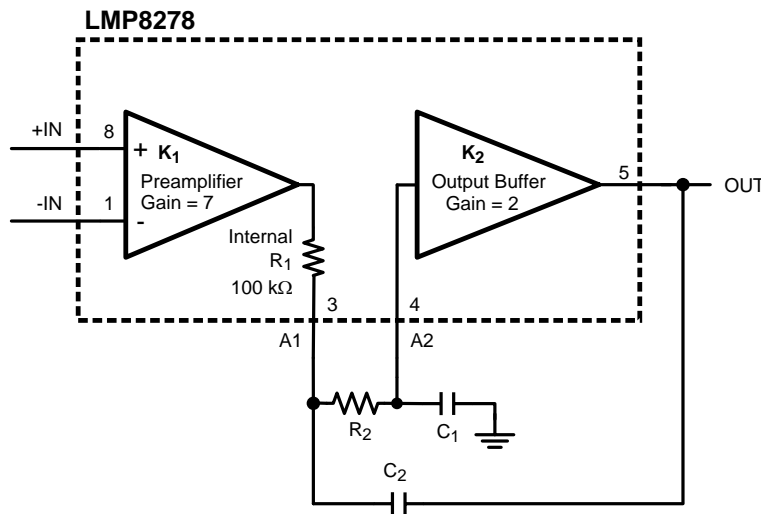 LMP8278
+IN
8
+
K1
Preamplifier
Gain = 7
-IN
1
-
K2
Output Buffer
Gain = 2
5
OUT
Internal
R1
100 kΩ
3
4
A1
A2
R2
C1
C2